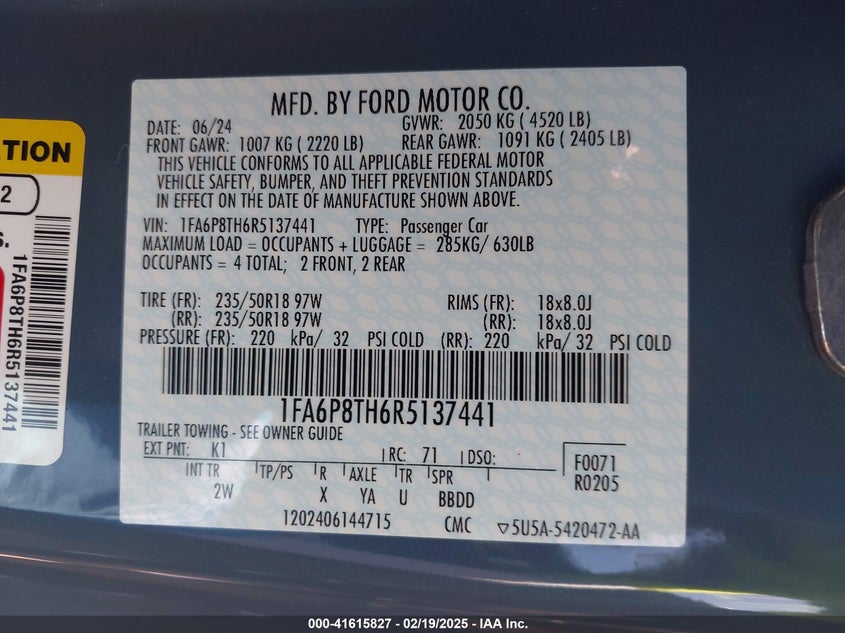 MFD. BY FORD MOTOR CO.
DATE: 06/24 GVWR: 2050 KG ( 4520 LB)
FRONT GAWR: 1007 KG ( 2220 LB) REAR GAWR: 1091 KG ( 2405 LB)
THIS VEHICLE CONFORMS TO ALL APPLICABLE FEDERAL MOTOR
VEHICLE SAFETY, BUMPER, AND THEFT PREVENTION STANDARDS
IN EFFECT ON THE DATE OF MANUFACTURE SHOWN ABOVE.
VIN: 1FA6P8TH6R5137441 TYPE: Passenger Car
MAXIMUM LOAD = OCCUPANTS + LUGGAGE = 285KG/ 630LB
OCCUPANTS = 4 TOTAL; 2 FRONT, 2 REAR
TIRE (FR): 235/50R18 97W RIMS (FR): 18x8.0J
(RR): 235/50R18 97W (RR): 18x8.0J
PRESSURE (FR): 220 kPa/ 32 PSI COLD (RR): 220 kPa/ 32 PSI COLD
1FA6P8TH6R5137441
TRAILER TOWING - SEE OWNER GUIDE
EXT PNT: K1 RC: 71 DSO:
F0071
R0205
INT TR TP/PS R AXLE TR SPR
2W X YA U BBDD
1202406144715 CMC 5U5A-5420472-AA
TION
2
S.
1FA6P8TH6R5137441
000-41615827 - 02/19/2025 - IAA Inc.